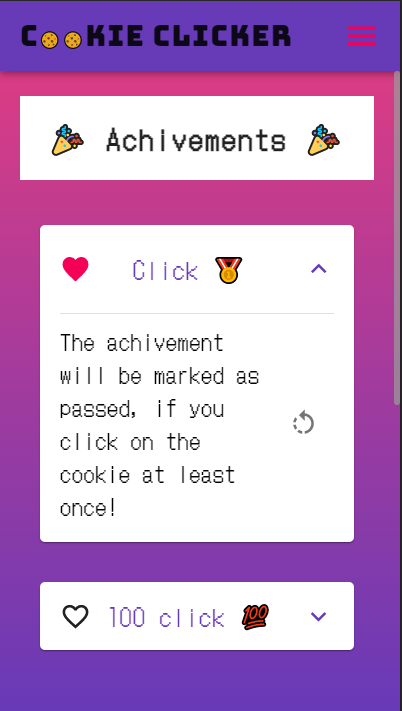 C🍪🍪KIE CLICKER
🎉 Achivements 🎉
Click 🏅
The achivement
will be marked as
passed, if you
click on the
cookie at least
once!
100 click 💯